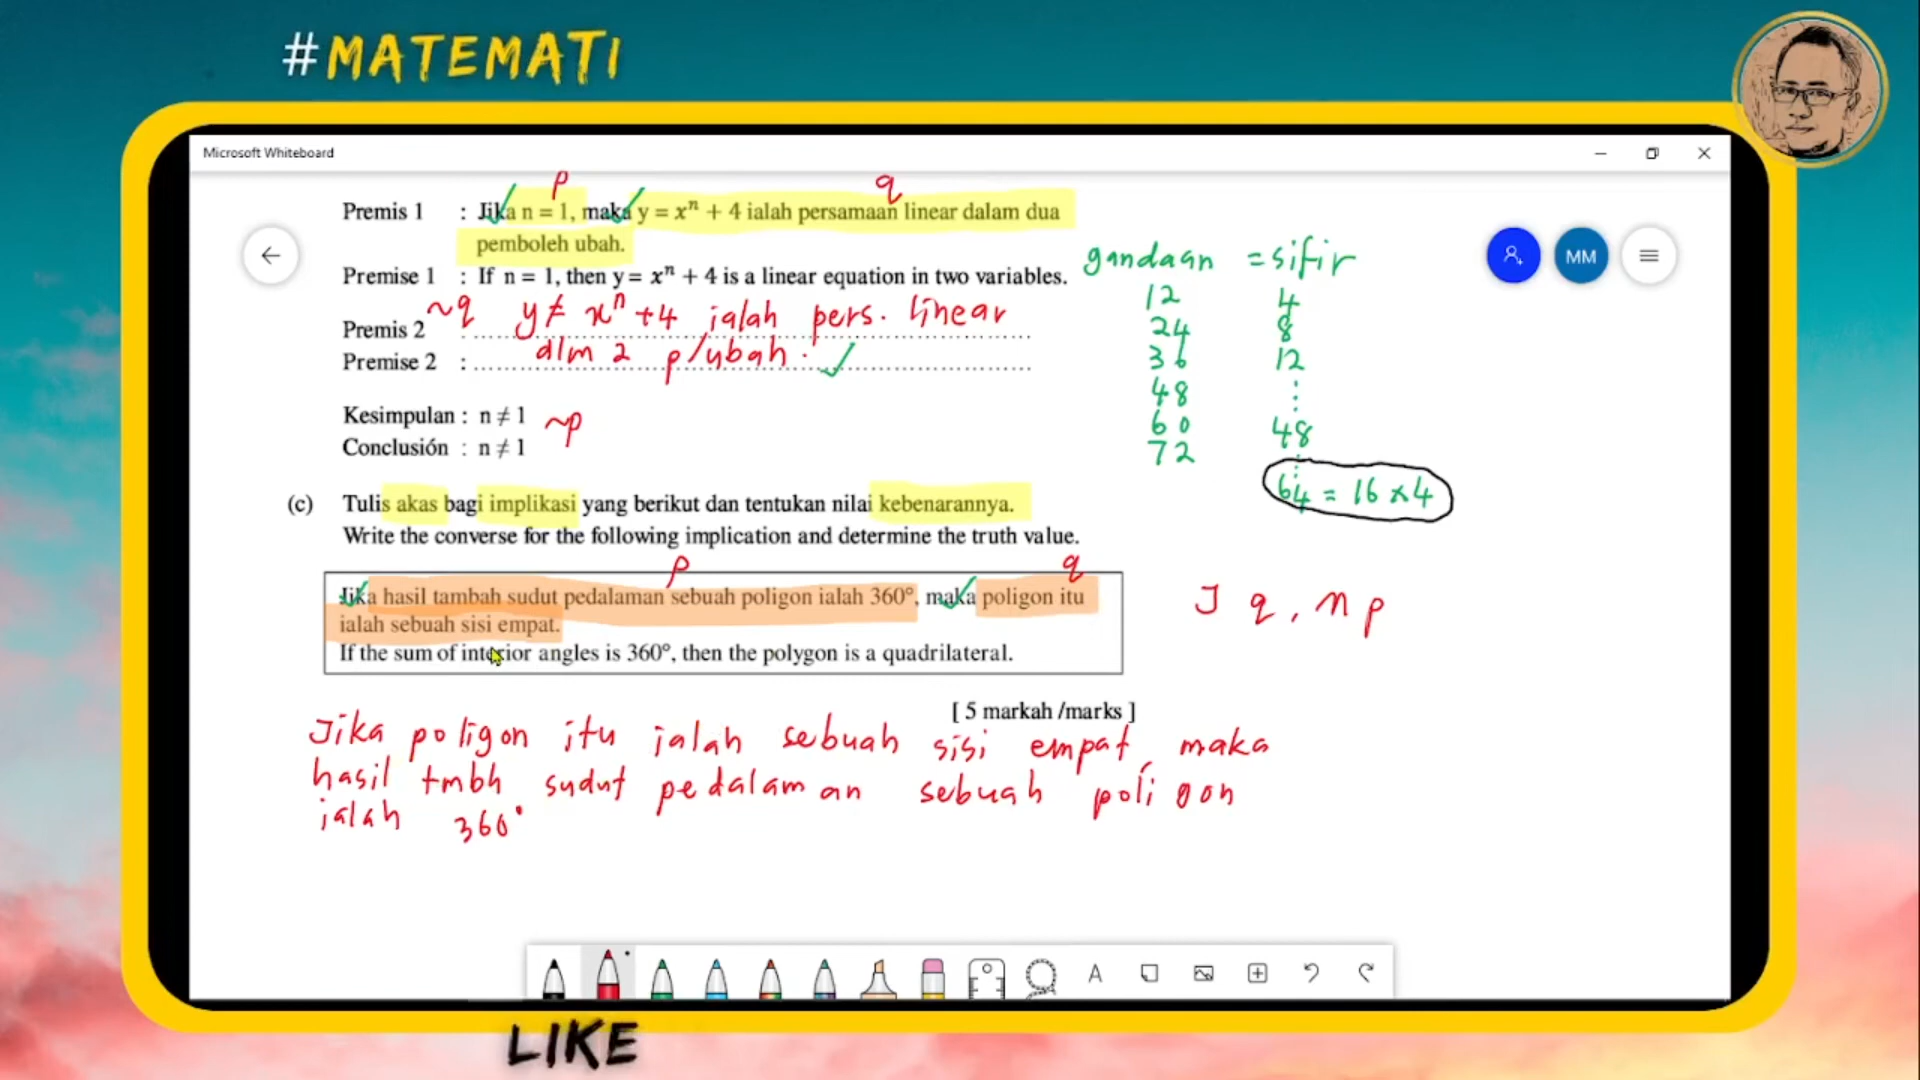 #MATEMATI
Microsoft Whiteboard
p q
Premis 1 : Jika n = 1, maka y = xⁿ + 4 ialah persamaan linear dalam dua
pemboleh ubah.
Premise 1 : If n = 1, then y = xⁿ + 4 is a linear equation in two variables.
Premis 2 ~q y ≠ xⁿ + 4 ialah pers. linear
Premise 2 : dlm 2 p/ubah.
Kesimpulan : n ≠ 1 ~p
Conclusión : n ≠ 1
gandaan = sifir
12 4
24 8
36 12
48 ⋮
60 48
72 ⋮
64 = 16 × 4
MM
(c) Tulis akas bagi implikasi yang berikut dan tentukan nilai kebenarannya.
Write the converse for the following implication and determine the truth value.
p q
Jika hasil tambah sudut pedalaman sebuah poligon ialah 360°, maka poligon itu
ialah sebuah sisi empat.
If the sum of interior angles is 360°, then the polygon is a quadrilateral.
J q, m p
[ 5 markah /marks ]
Jika poligon itu ialah sebuah sisi empat, maka
hasil tmbh sudut pedalaman sebuah poligon
ialah 360°
A
LIKE